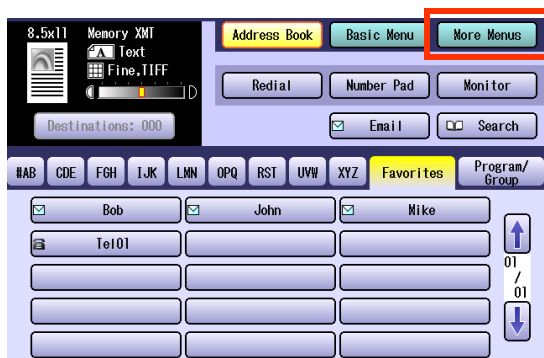 8.5x11 Memory XMT
A Text
Fine,TIFF
D
Destinations: 000
Address Book Basic Menu More Menus
Redial Number Pad Monitor
Email Search
#AB CDE FGH IJK LMN OPQ RST UVW XYZ Favorites Program/
Group
Bob John Mike
Tel01
01
/
01